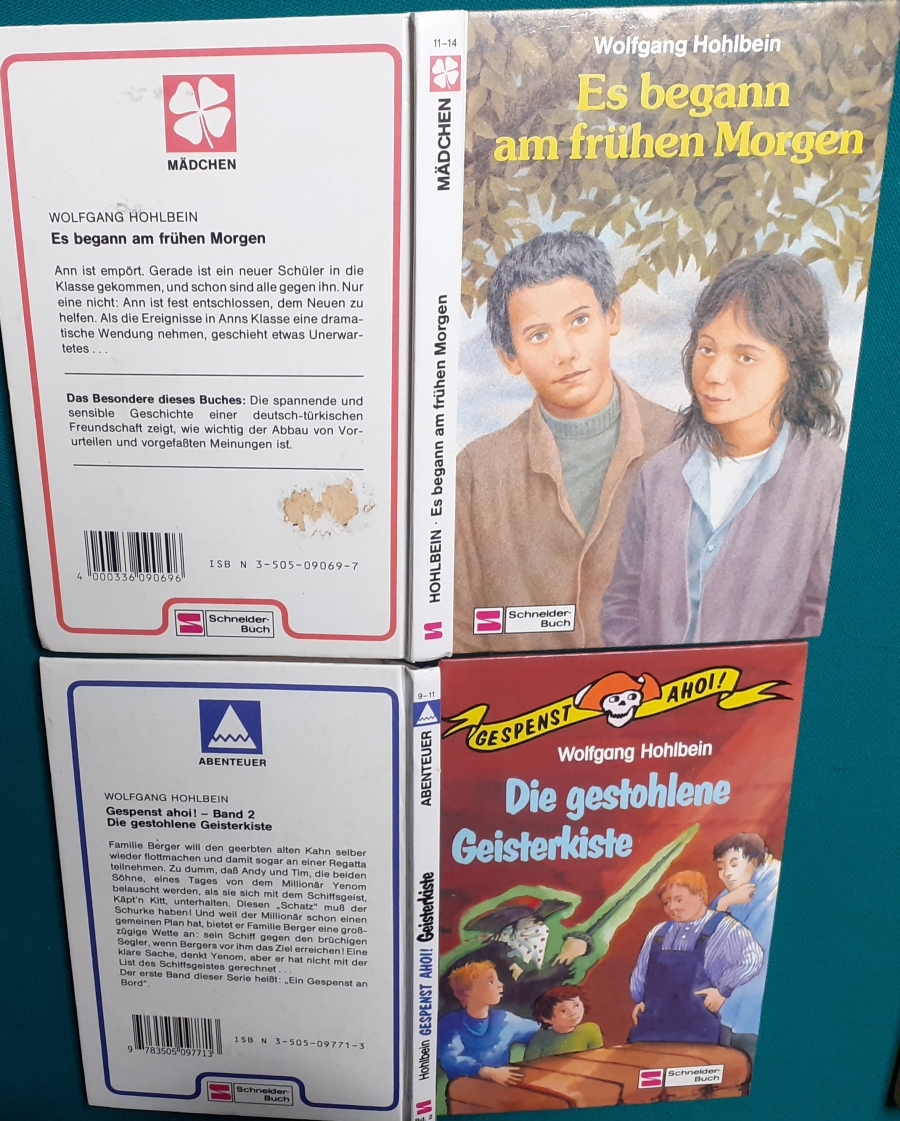 MÄDCHEN
WOLFGANG HOHLBEIN
Es begann am frühen Morgen
Ann ist empört. Gerade ist ein neuer Schüler in die
Klasse gekommen, und schon sind alle gegen ihn. Nur
eine nicht: Ann ist fest entschlossen, dem Neuen zu
helfen. Als die Ereignisse in Anns Klasse eine drama-
tische Wendung nehmen, geschieht etwas Unerwar-
tetes . . .
Das Besondere dieses Buches: Die spannende und
sensible Geschichte einer deutsch-türkischen
Freundschaft zeigt, wie wichtig der Abbau von Vor-
urteilen und vorgefaßten Meinungen ist.
4 000336 090696
ISB N 3-505-09069-7
Schneider-
Buch
11–14
MÄDCHEN
HOHLBEIN · Es begann am frühen Morgen
Wolfgang Hohlbein
Es begann
am frühen Morgen
Schneider-
Buch
ABENTEUER
WOLFGANG HOHLBEIN
Gespenst ahoi! – Band 2
Die gestohlene Geisterkiste
Familie Berger will den geerbten alten Kahn selber
wieder flottmachen und damit sogar an einer Regatta
teilnehmen. Zu dumm, daß Andy und Tim, die beiden
Söhne, eines Tages von dem Millionär Yenom
belauscht werden, als sie sich mit dem Schiffsgeist,
Käpt'n Kitt, unterhalten. Diesen „Schatz" muß der
Schurke haben! Und weil der Millionär schon einen
gemeinen Plan hat, bietet er Familie Berger eine groß-
zügige Wette an: sein Schiff gegen den brüchigen
Segler, wenn Bergers vor ihm das Ziel erreichen! Eine
klare Sache, denkt Yenom, aber er hat nicht mit der
List des Schiffsgeistes gerechnet . . .
Der erste Band dieser Serie heißt: „Ein Gespenst an
Bord".
9 783505 097713
ISB N 3-505-09771-3
Schneider-
Buch
9–11
ABENTEUER
Hohlbein GESPENST AHOI! Geisterkiste
Bd. 2
GESPENST AHOI!
Wolfgang Hohlbein
Die gestohlene
Geisterkiste
Schneider-
Buch